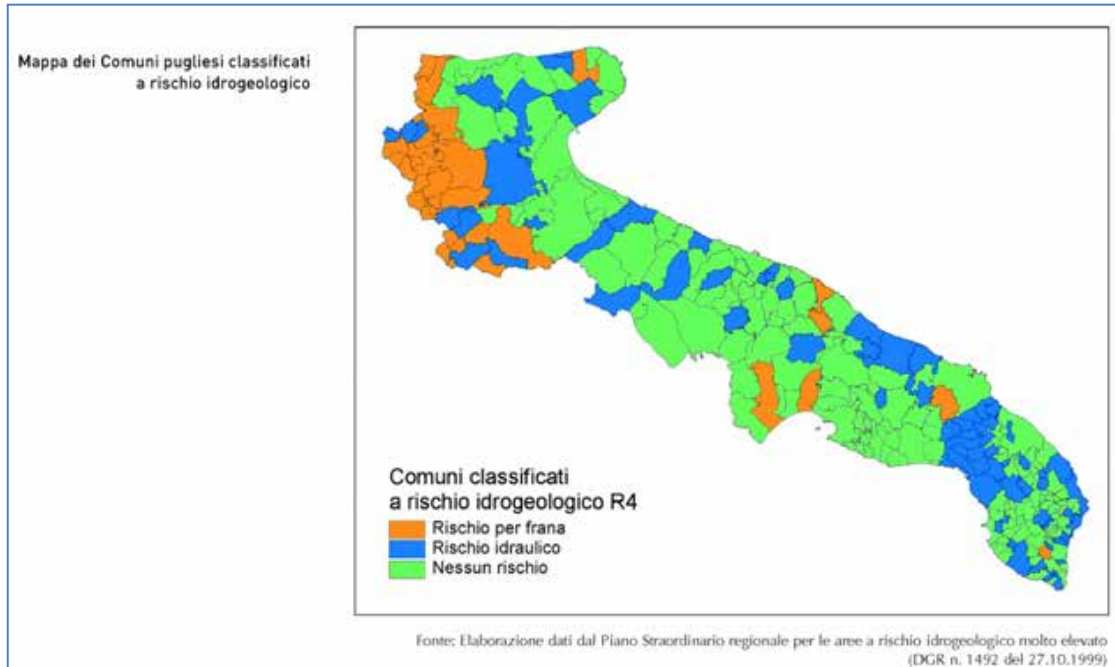 Mappa dei Comuni pugliesi classificati
a rischio idrogeologico
Comuni classificati
a rischio idrogeologico R4
Rischio per frana
Rischio idraulico
Nessun rischio
Fonte: Elaborazione dati dal Piano Straordinario regionale per le aree a rischio idrogeologico molto elevato
(DGR n. 1492 del 27.10.1999)